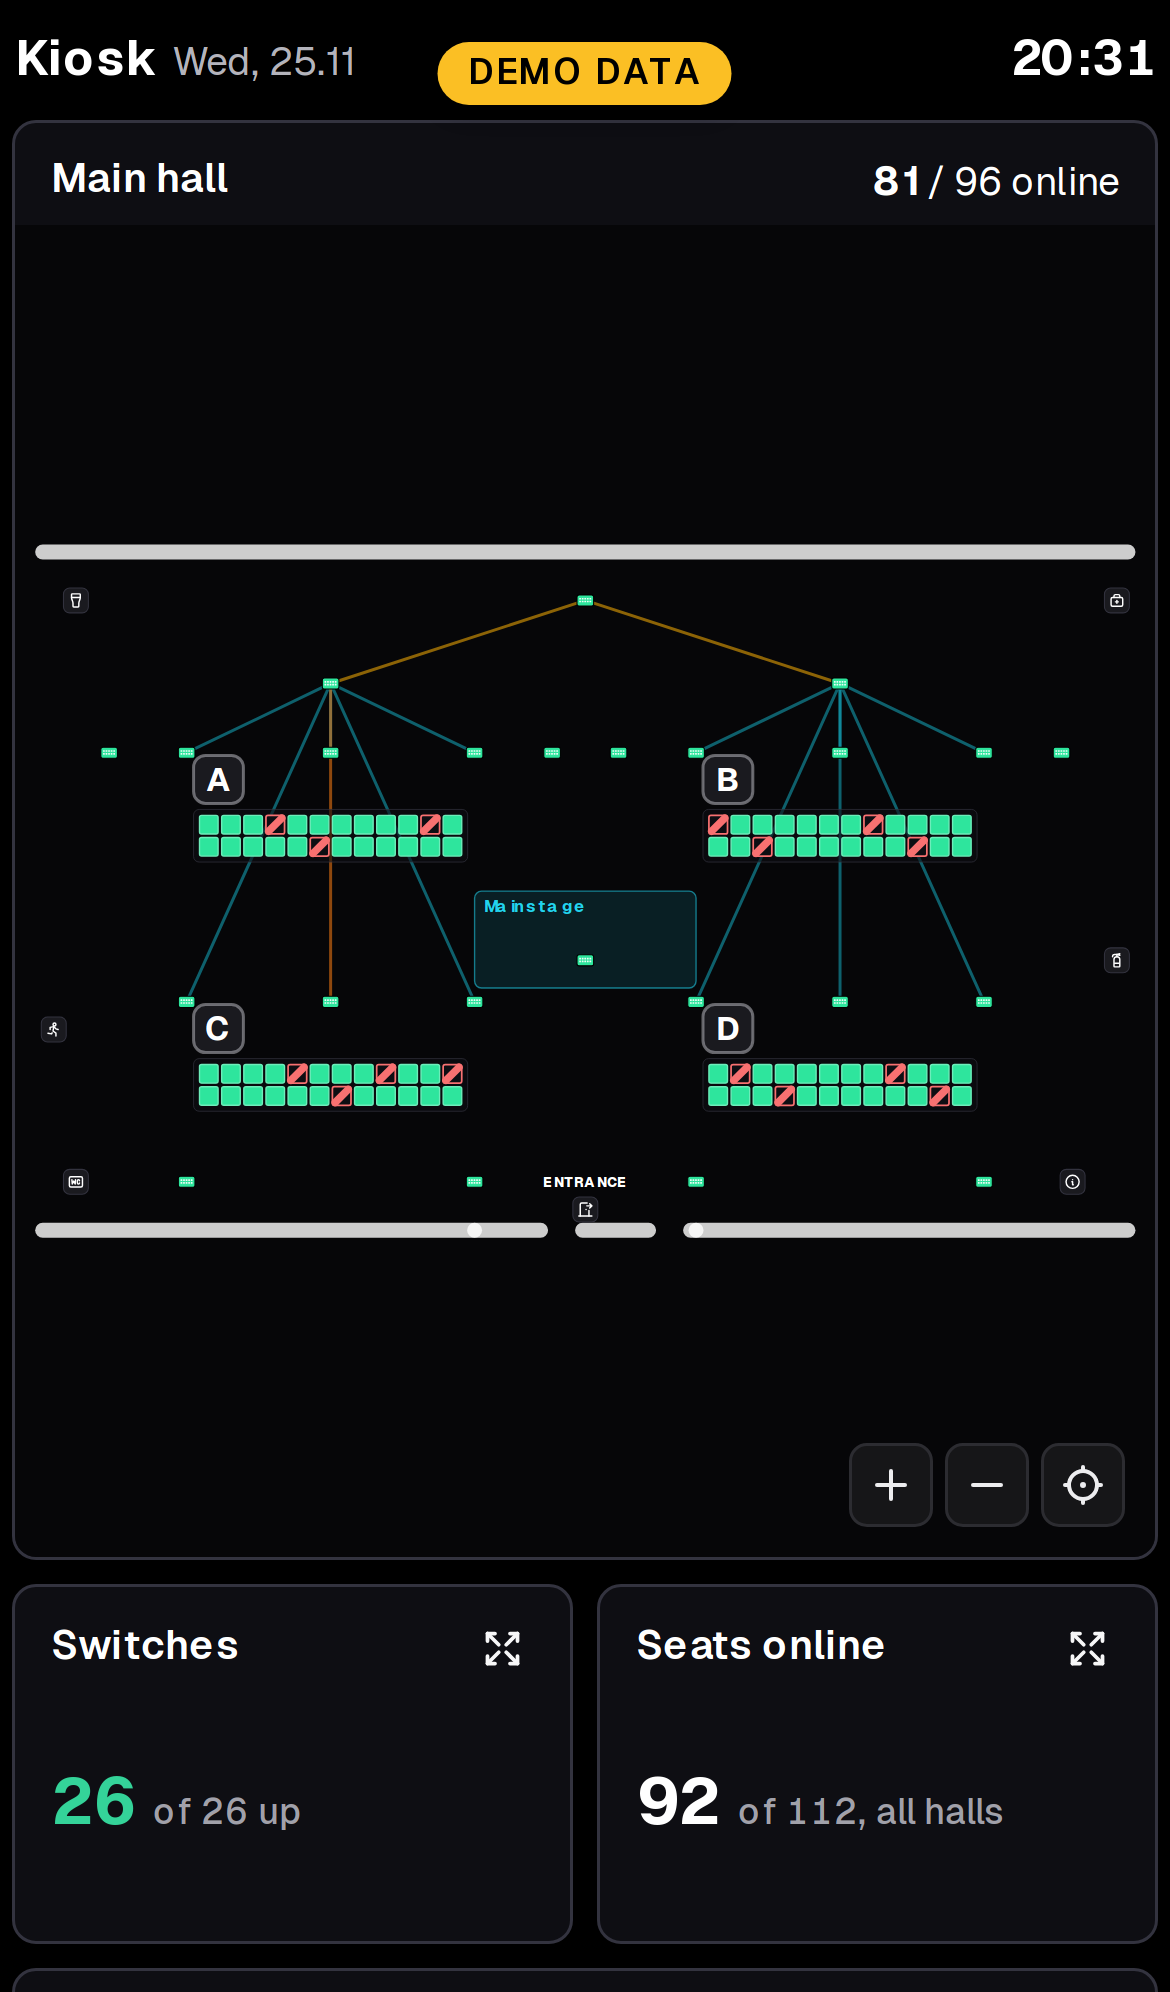 Kiosk Wed, 25.11
DEMO DATA
20:31
Main hall
81 / 96 online
A
B
Mainstage
C
D
WC
ENTRANCE
Switches
Seats online
26 of 26 up
92 of 112, all halls